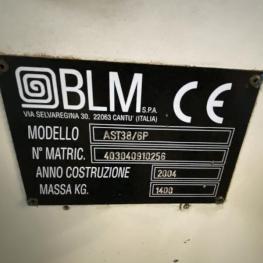 BLM S.P.A. CE
VIA SELVAREGINA 30. 22063 CANTU' (ITALIA)
MODELLO AST38/6P
N° MATRIC. 403040910256
ANNO COSTRUZIONE 2004
MASSA KG. 1400